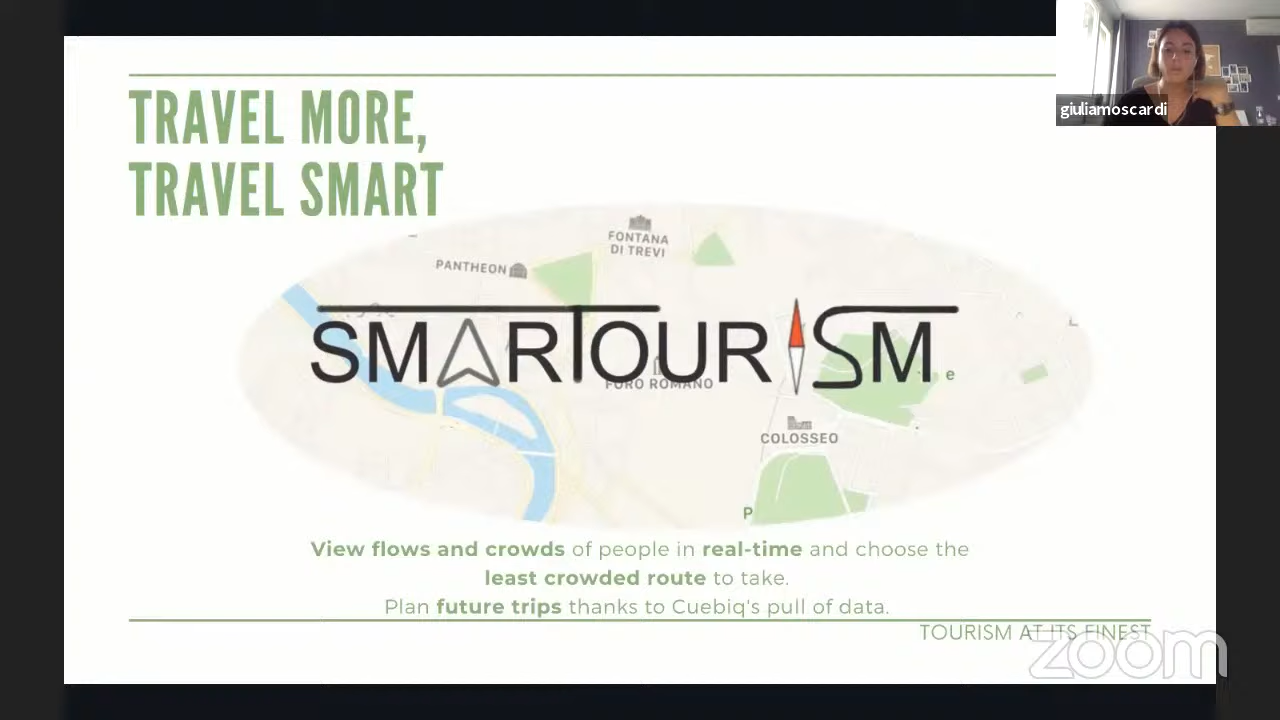 giuliamoscardi
TRAVEL MORE,
TRAVEL SMART
FONTANA
DI TREVI
PANTHEON
SMARTOURISM
FORO ROMANO
e
COLOSSEO
P
View flows and crowds of people in real-time and choose the
least crowded route to take.
Plan future trips thanks to Cuebiq's pull of data.
TOURISM AT ITS FINEST
zoom